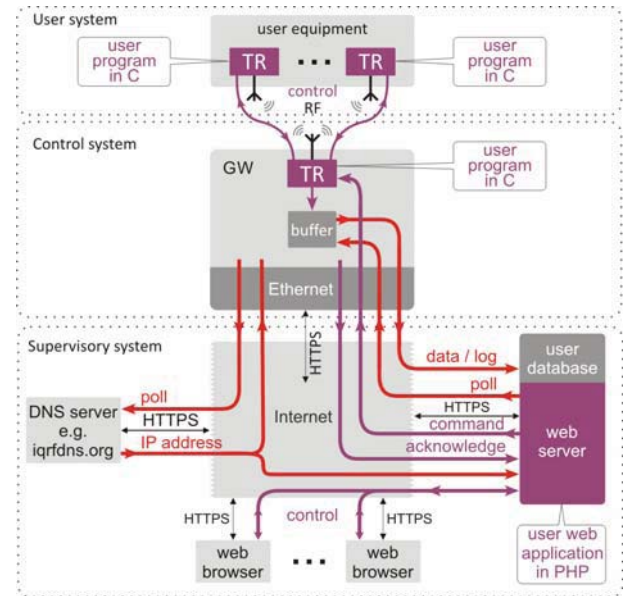 User system
user equipment
user
program
in C
TR
TR
user
program
in C
control
RF
Control system
GW
TR
user
program
in C
buffer
Ethernet
Supervisory system
HTTPS
data / log
user
database
poll
poll
DNS server
e.g.
iqrfdns.org
HTTPS
IP address
Internet
HTTPS
command
acknowledge
web
server
HTTPS
control
HTTPS
web
browser
web
browser
user web
application
in PHP